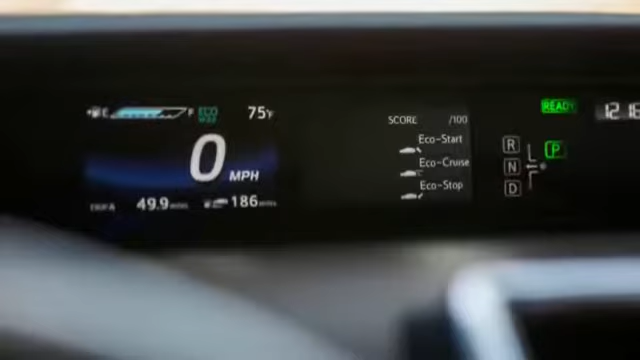 E F ECO 75°F
0 MPH
TRIP A 49.9 miles 186 miles
SCORE /100
Eco-Start
Eco-Cruise
Eco-Stop
READY 12:16
R P
N
D